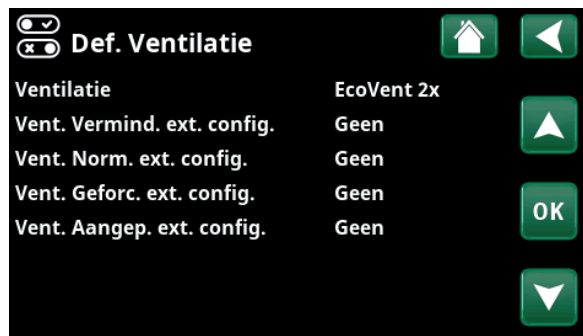 Def. Ventilatie
Ventilatie EcoVent 2x
Vent. Vermind. ext. config. Geen
Vent. Norm. ext. config. Geen
Vent. Geforc. ext. config. Geen
Vent. Aangep. ext. config. Geen
OK